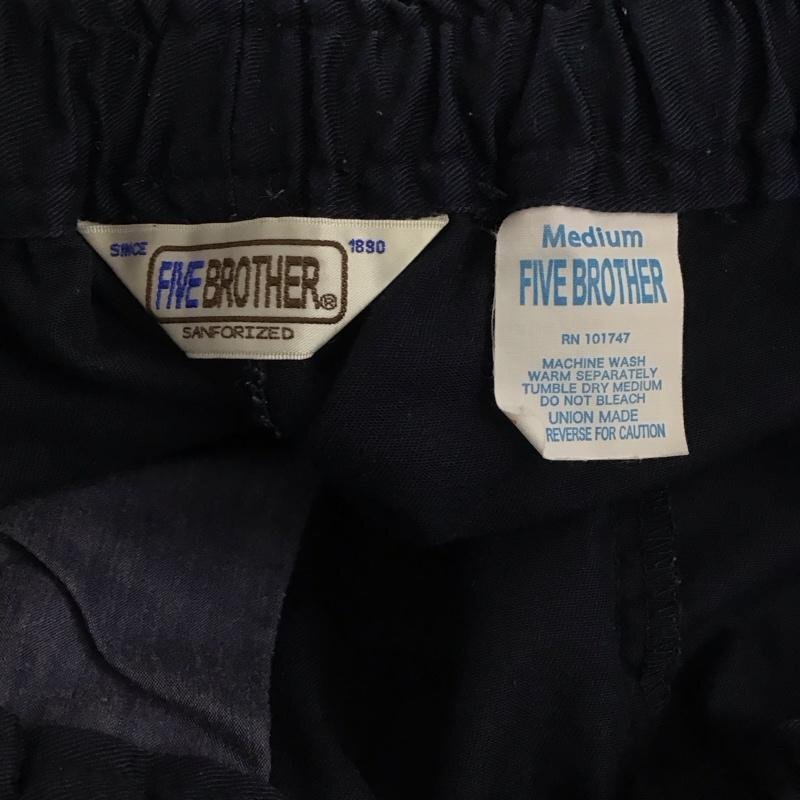 SINCE 1890
FIVE BROTHER®
SANFORIZED
Medium
FIVE BROTHER
RN 101747
MACHINE WASH
WARM SEPARATELY
TUMBLE DRY MEDIUM
DO NOT BLEACH
UNION MADE
REVERSE FOR CAUTION